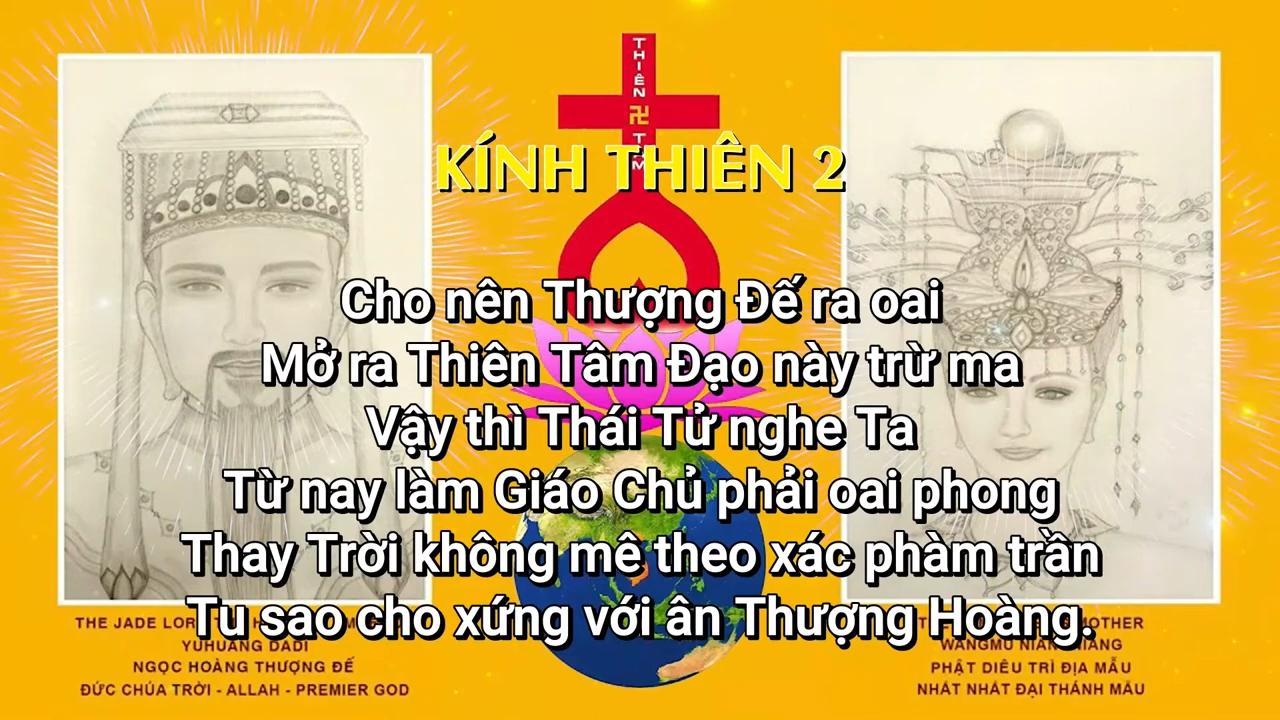 THIÊN
KÍNH THIÊN 2
Cho nên Thượng Đế ra oai
Mở ra Thiên Tâm Đạo này trừ ma
Vậy thì Thái Tử nghe Ta
Từ nay làm Giáo Chủ phải oai phong
Thay Trời không mê theo xác phàm trần
Tu sao cho xứng với ân Thượng Hoàng.
THE JADE
YUHUANG DADI
NGỌC HOÀNG THƯỢNG ĐẾ
ĐỨC CHÚA TRỜI - ALLAH - PREMIER GOD
MOTHER
WANGMU NIANGNIANG
PHẬT DIÊU TRÌ ĐỊA MẪU
NHẤT NHẤT ĐẠI THÁNH MẪU